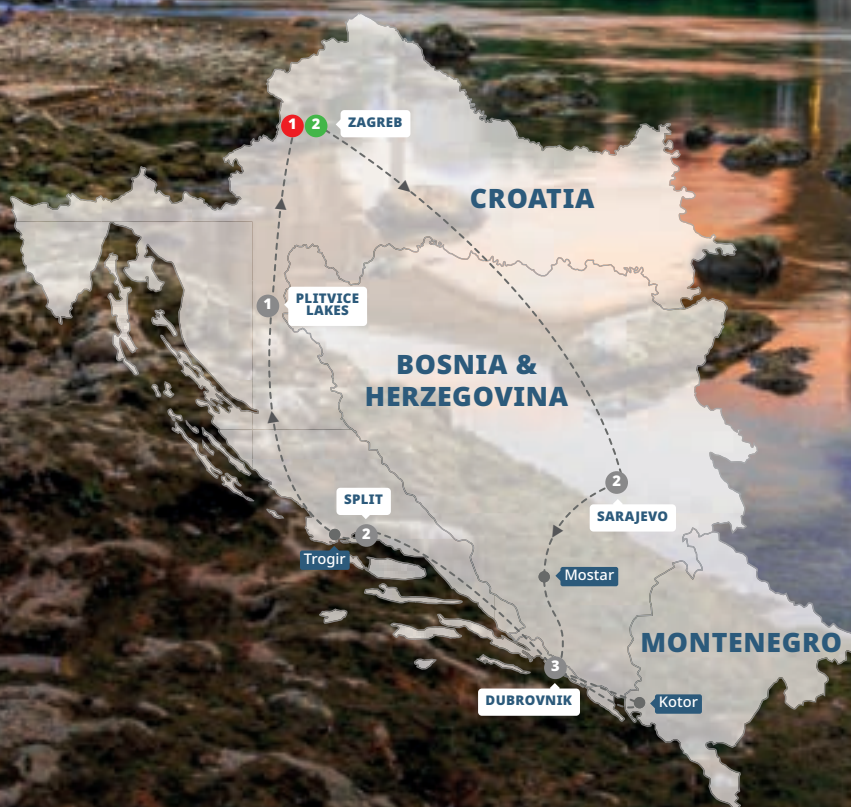 1 2 ZAGREB
CROATIA
1 PLITVICE
LAKES
BOSNIA &
HERZEGOVINA
2
SARAJEVO
SPLIT
2
Trogir
Mostar
MONTENEGRO
3
DUBROVNIK
Kotor